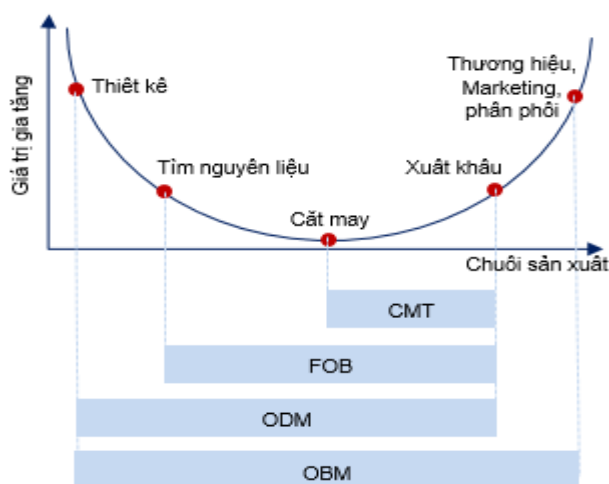 Thiết kế
Thương hiệu,
Marketing,
phân phối
Giá trị gia tăng
Tìm nguyên liệu
Xuất khẩu
Cắt may
Chuỗi sản xuất
CMT
FOB
ODM
OBM